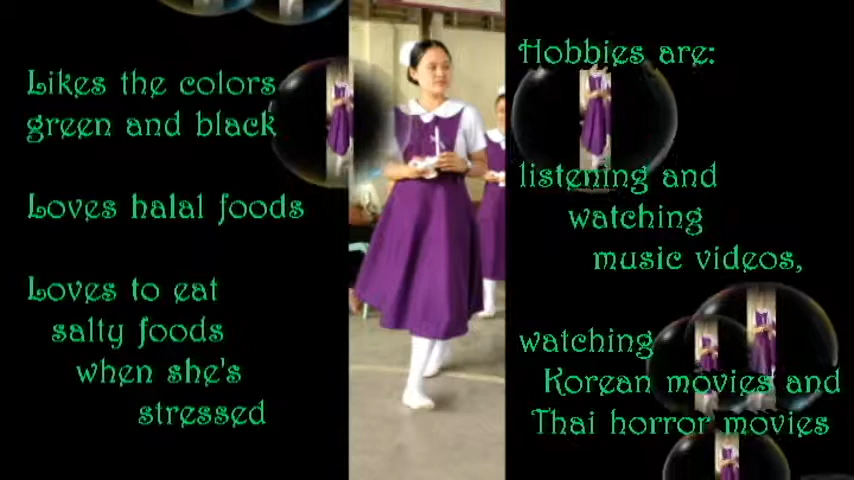 Likes the colors
green and black
Loves halal foods
Loves to eat
salty foods
when she's
stressed
Hobbies are:
listening and
watching
music videos,
watching
Korean movies and
Thai horror movies